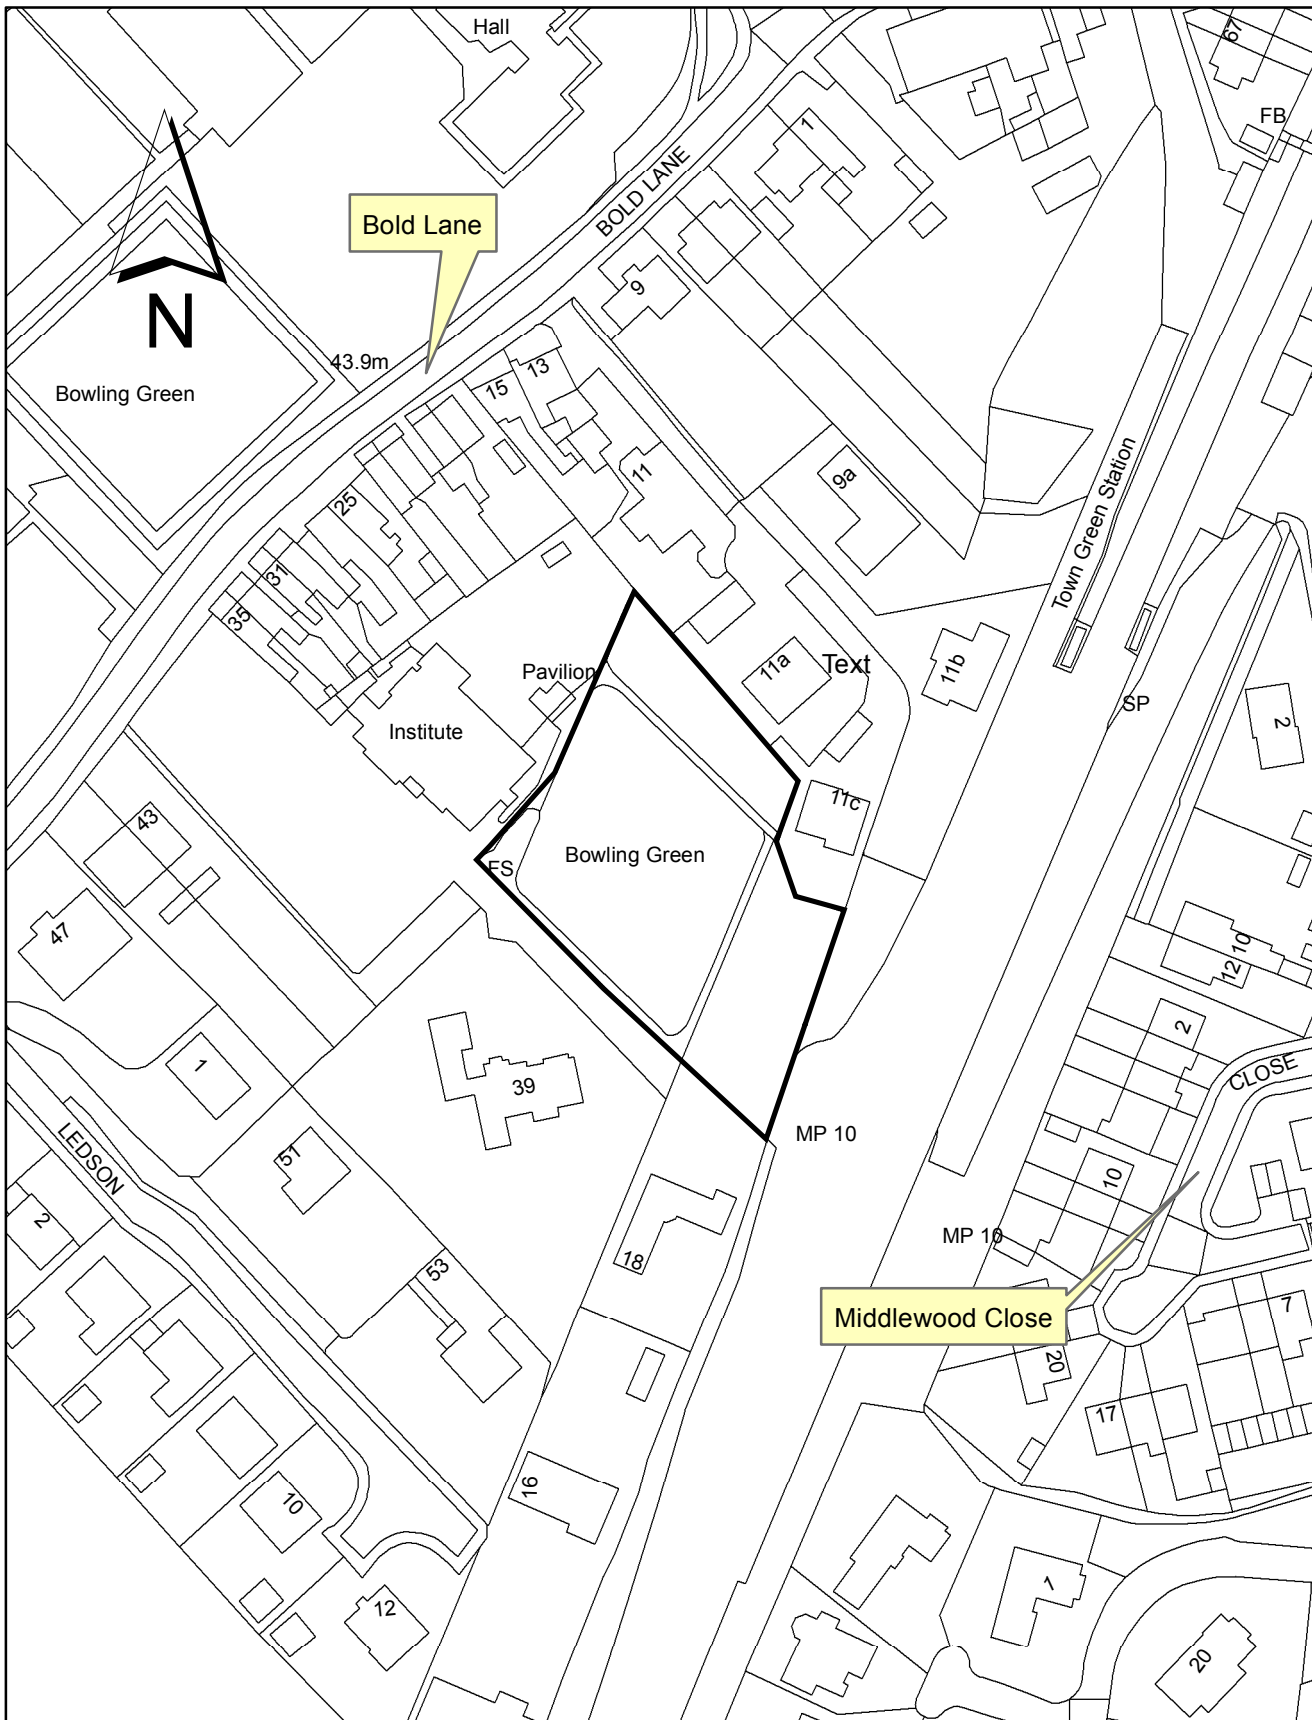 Hall
67
FB
1
BOLD LANE
Bold Lane
9
N
43.9m
Bowling Green
13
15
11
9a
25
Town Green Station
31
35
Pavilion
11a
Text
11b
SP
2
Institute
11c
43
Bowling Green
FS
47
10
12
2
1
39
CLOSE
MP 10
51
LEDSON
10
2
MP 10
18
53
Middlewood Close
7
20
17
16
10
7
12
20